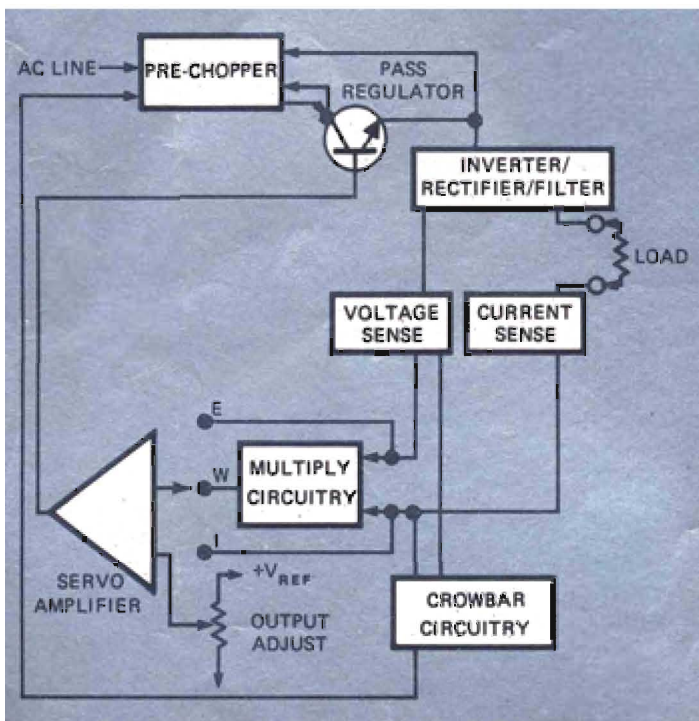 AC LINE
PRE-CHOPPER
PASS
REGULATOR
INVERTER/
RECTIFIER/FILTER
LOAD
VOLTAGE
SENSE
CURRENT
SENSE
E
W
I
MULTIPLY
CIRCUITRY
SERVO
AMPLIFIER
+VREF
OUTPUT
ADJUST
CROWBAR
CIRCUITRY